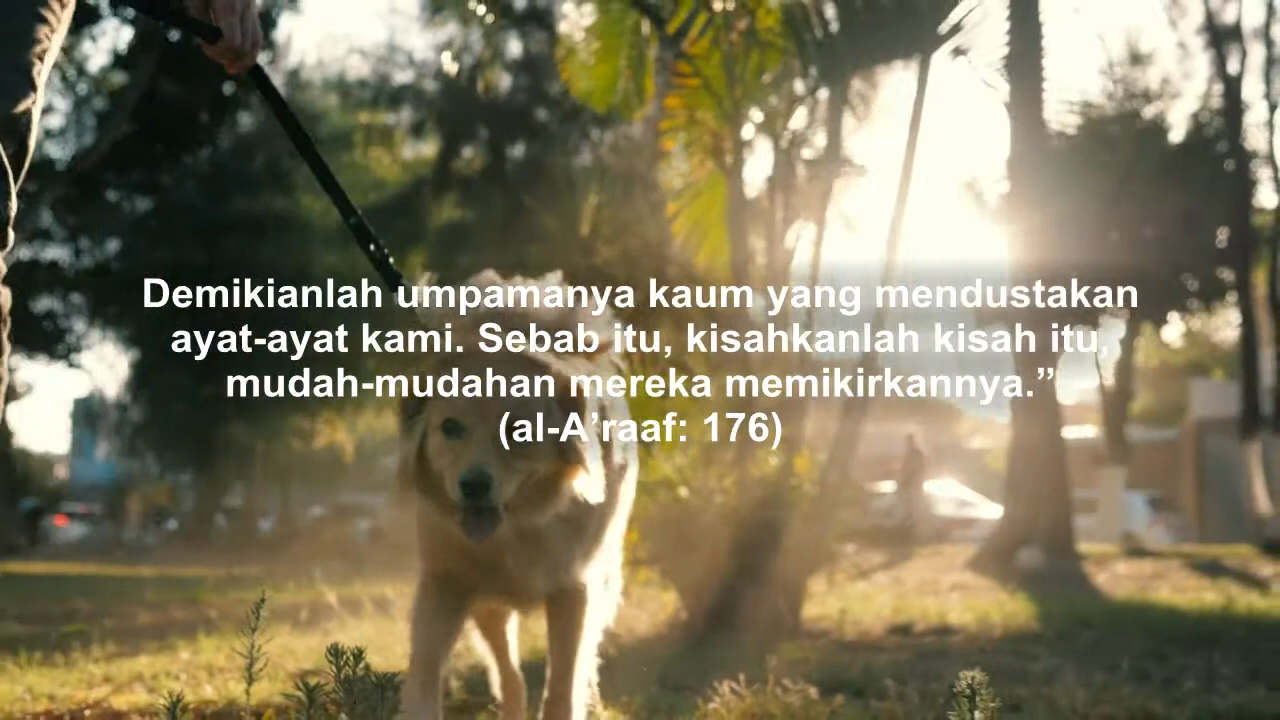 Demikianlah umpamanya kaum yang mendustakan
ayat-ayat kami. Sebab itu, kisahkanlah kisah itu,
mudah-mudahan mereka memikirkannya.”
(al-A’raaf: 176)